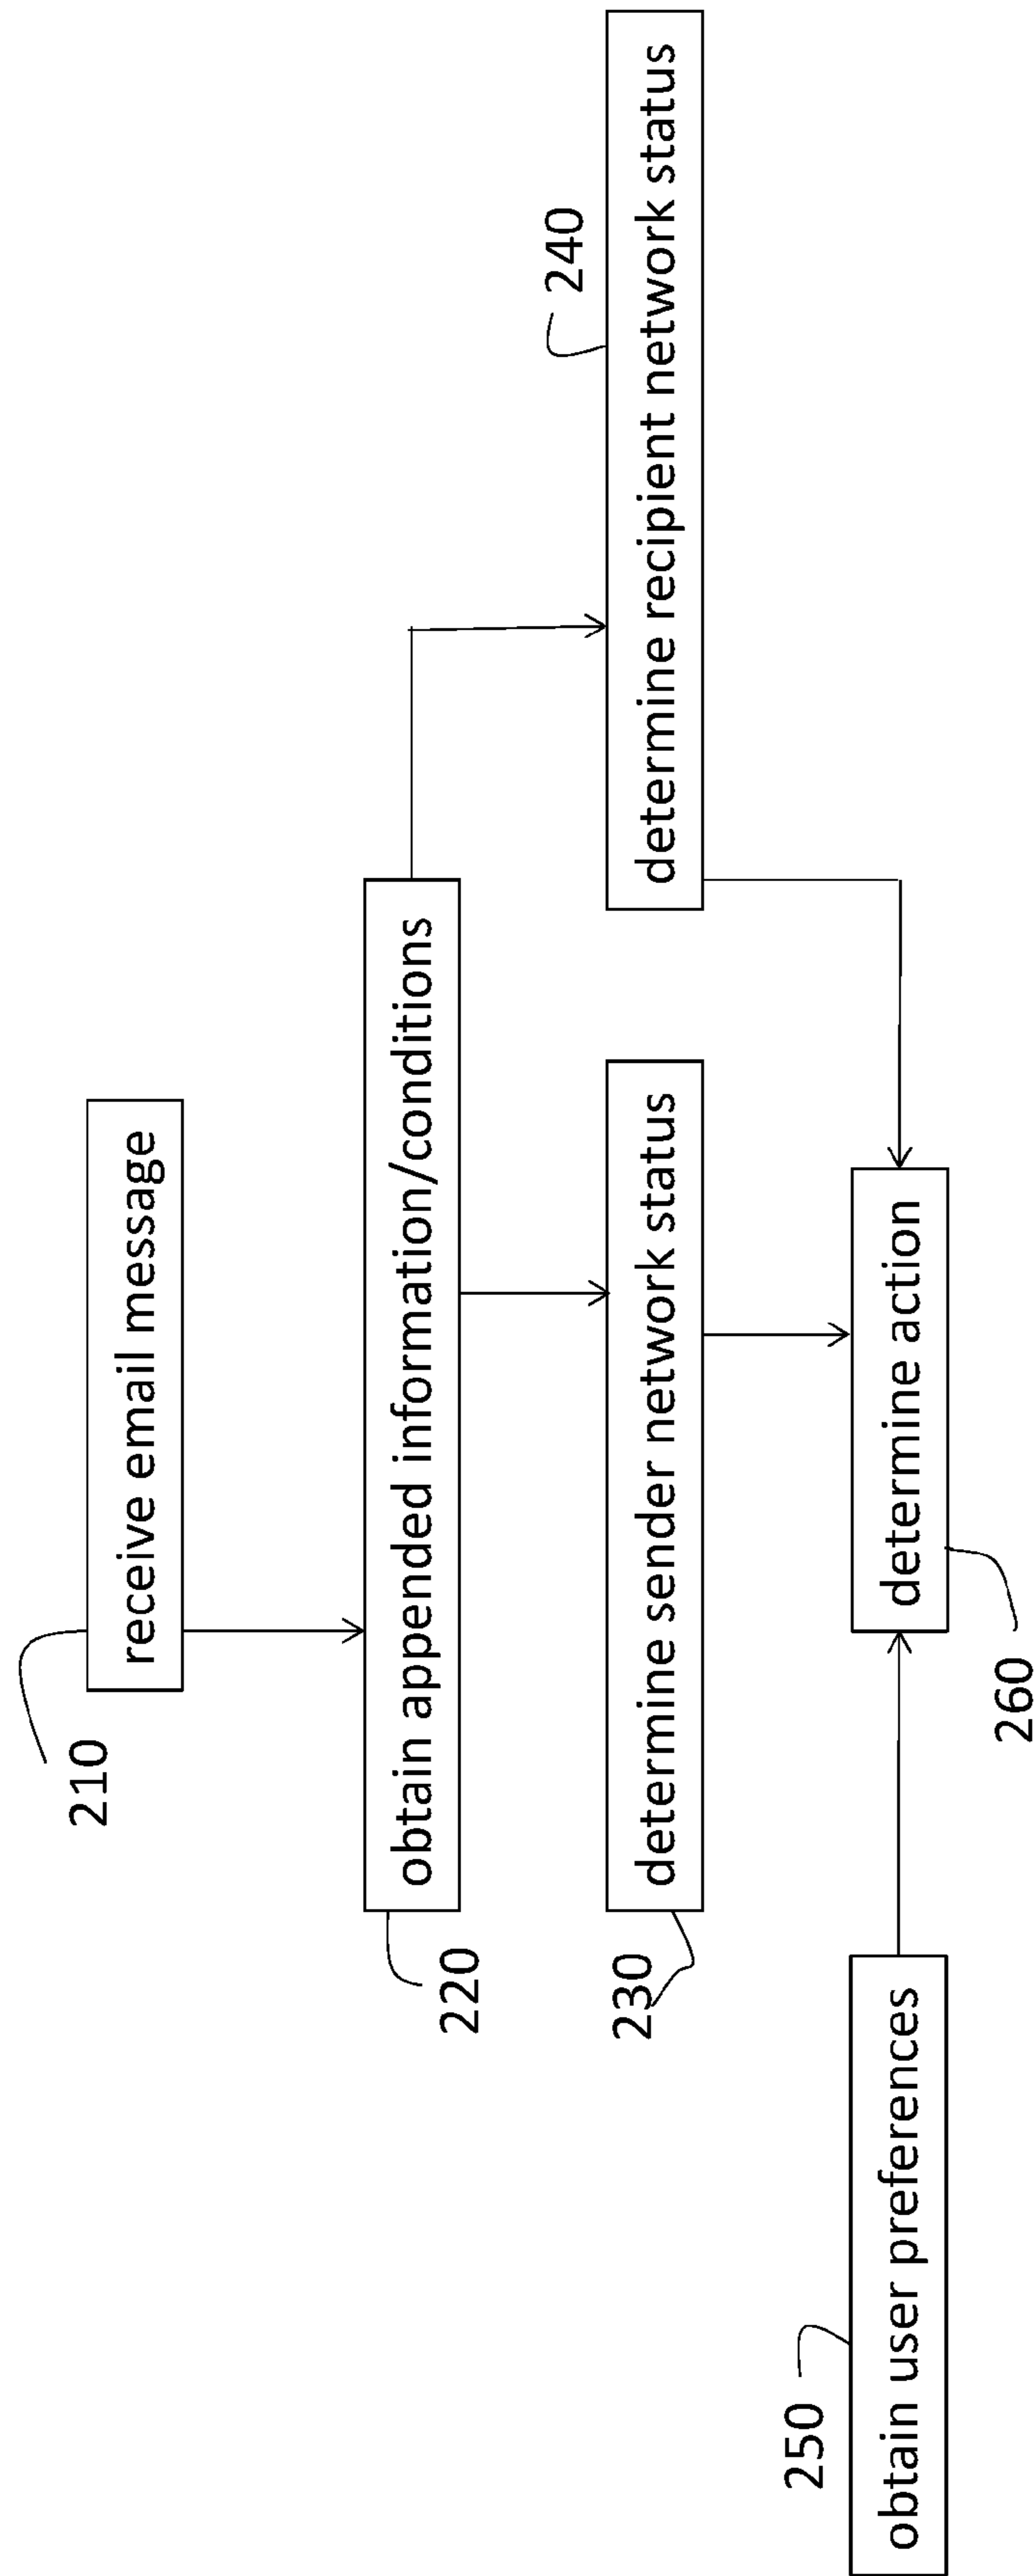 210
receive email message
220
obtain appended information/conditions
230
determine sender network status
240
determine recipient network status
250
obtain user preferences
determine action
260